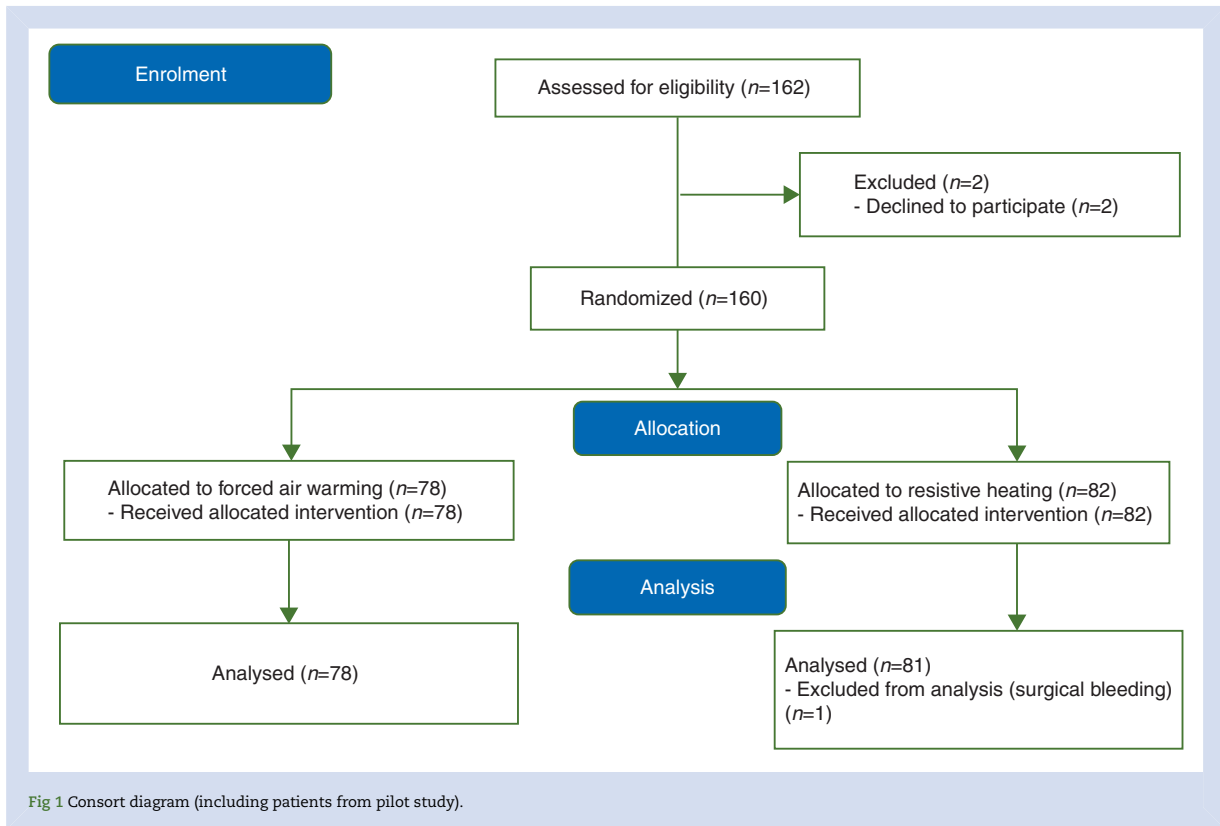 Enrolment
Assessed for eligibility (n=162)
Excluded (n=2)
- Declined to participate (n=2)
Randomized (n=160)
Allocation
Allocated to forced air warming (n=78)
- Received allocated intervention (n=78)
Allocated to resistive heating (n=82)
- Received allocated intervention (n=82)
Analysis
Analysed (n=78)
Analysed (n=81)
- Excluded from analysis (surgical bleeding)
(n=1)
Fig 1 Consort diagram (including patients from pilot study).